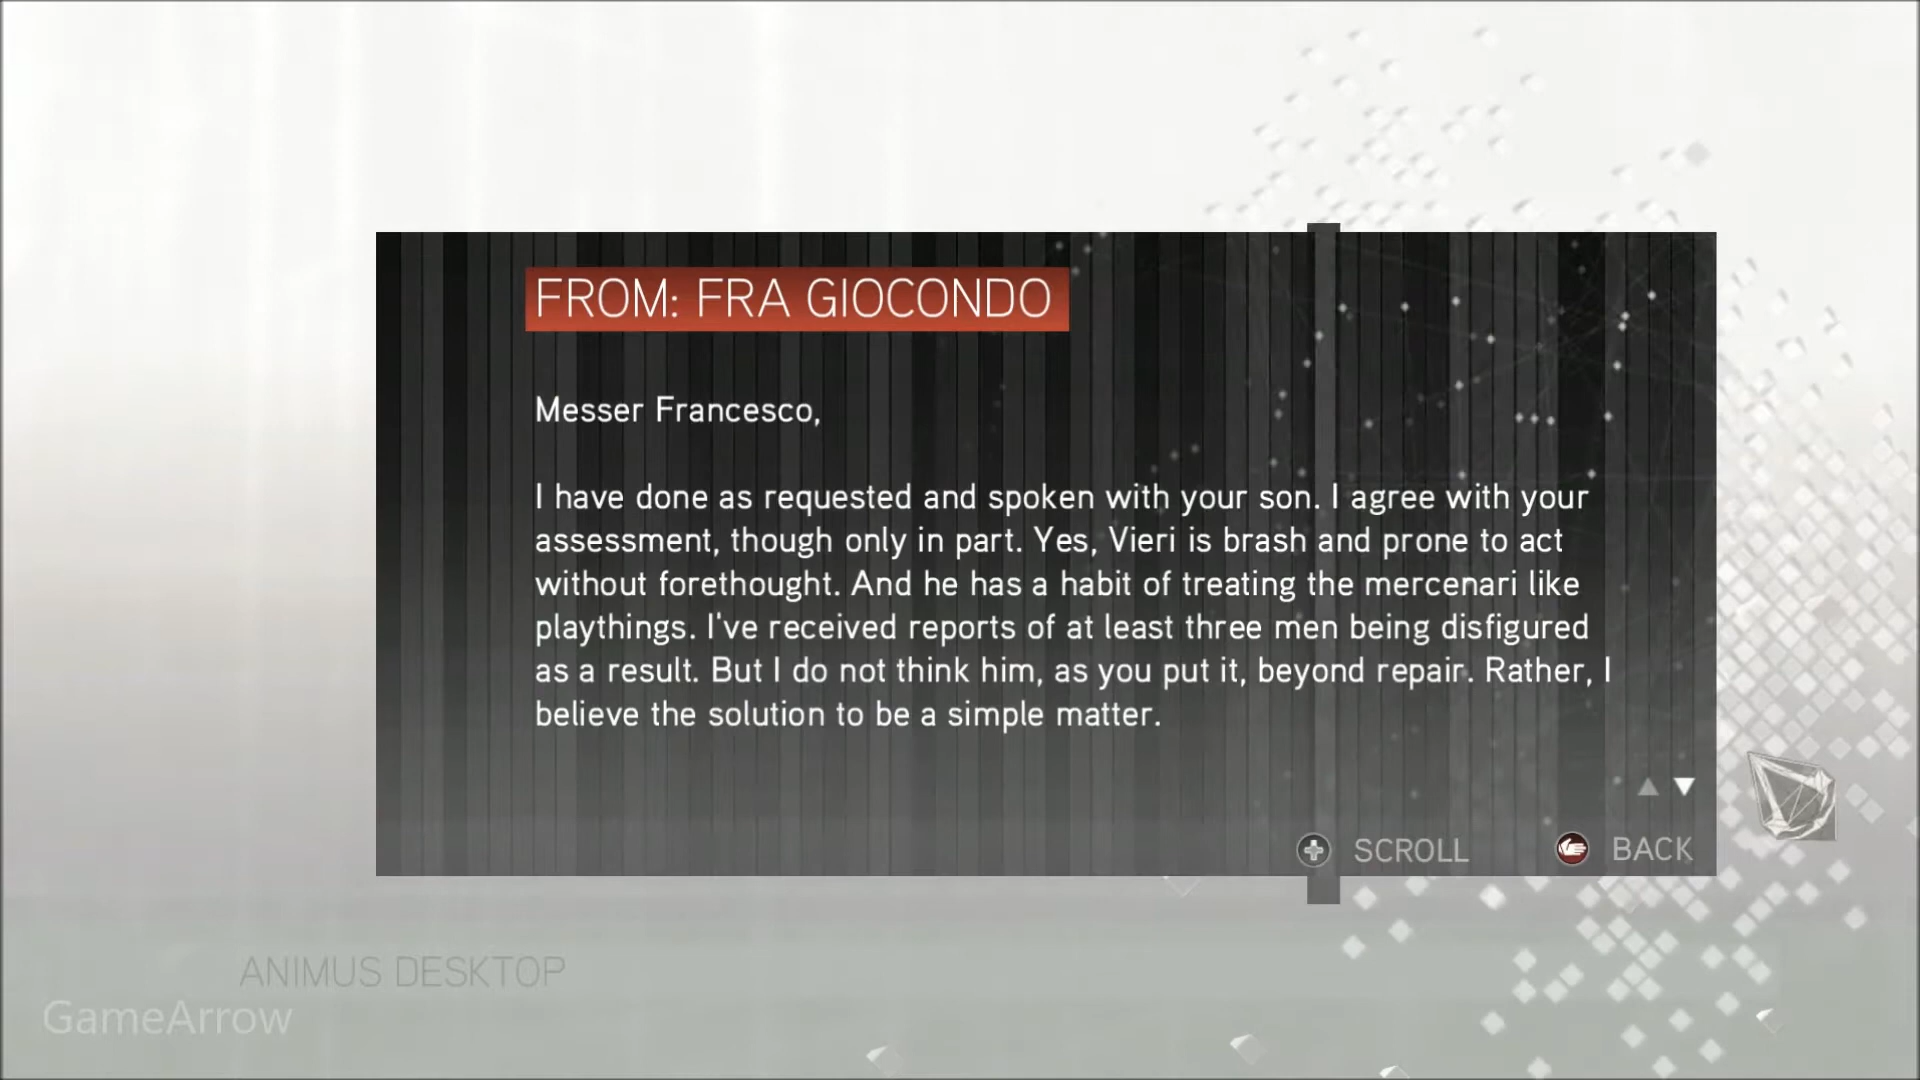 FROM: FRA GIOCONDO
Messer Francesco,
I have done as requested and spoken with your son. I agree with your
assessment, though only in part. Yes, Vieri is brash and prone to act
without forethought. And he has a habit of treating the mercenari like
playthings. I've received reports of at least three men being disfigured
as a result. But I do not think him, as you put it, beyond repair. Rather, I
believe the solution to be a simple matter.
SCROLL BACK
ANIMUS DESKTOP
GameArrow